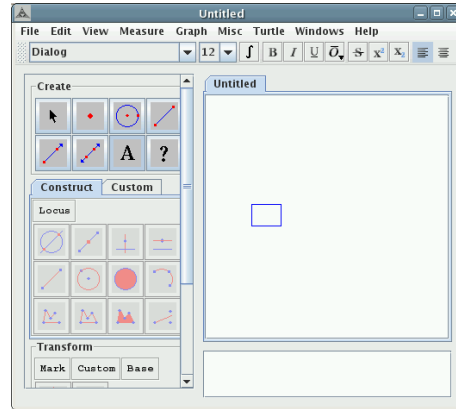 Untitled
File Edit View Measure Graph Misc Turtle Windows Help
Dialog 12 ∫ B I U O S x² X₂
Create
Untitled
A ?
Construct Custom
Locus
Transform
Mark Custom Base